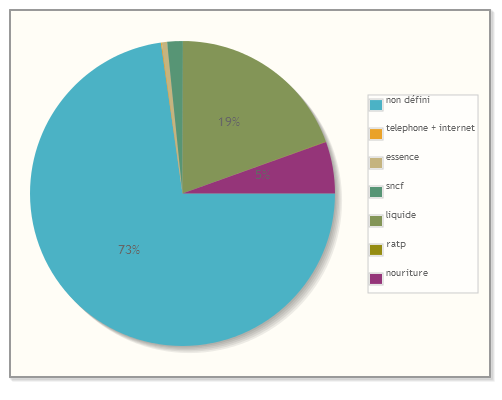 19%
5%
73%
non défini
telephone + internet
essence
sncf
liquide
ratp
nouriture